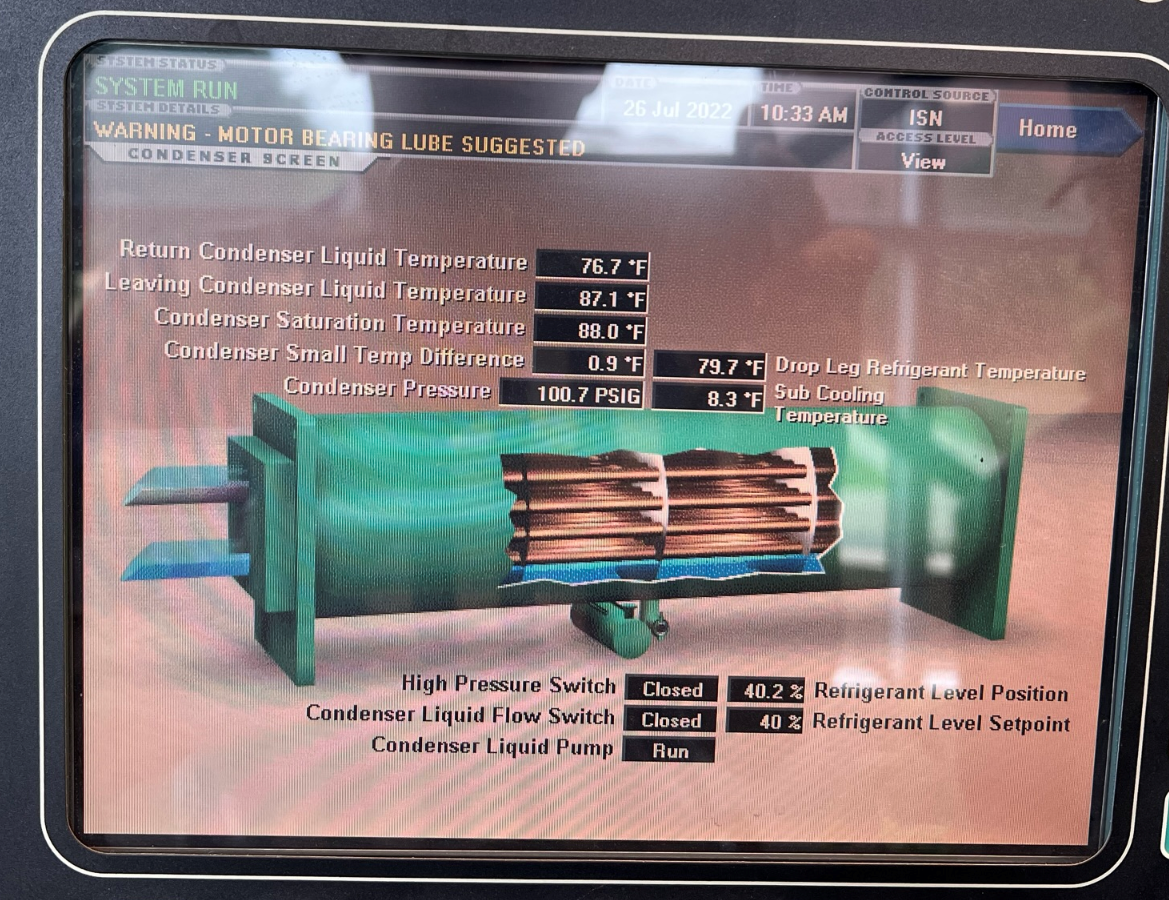 SYSTEM STATUS
SYSTEM RUN
SYSTEM DETAILS
WARNING - MOTOR BEARING LUBE SUGGESTED
CONDENSER SCREEN
DATE
26 Jul 2022
TIME
10:33 AM
CONTROL SOURCE
ISN
ACCESS LEVEL
View
Home
Return Condenser Liquid Temperature 76.7 °F
Leaving Condenser Liquid Temperature 87.1 °F
Condenser Saturation Temperature 88.0 °F
Condenser Small Temp Difference 0.9 °F 79.7 °F Drop Leg Refrigerant Temperature
Condenser Pressure 100.7 PSIG 8.3 °F Sub Cooling
Temperature
High Pressure Switch Closed 40.2 % Refrigerant Level Position
Condenser Liquid Flow Switch Closed 40 % Refrigerant Level Setpoint
Condenser Liquid Pump Run